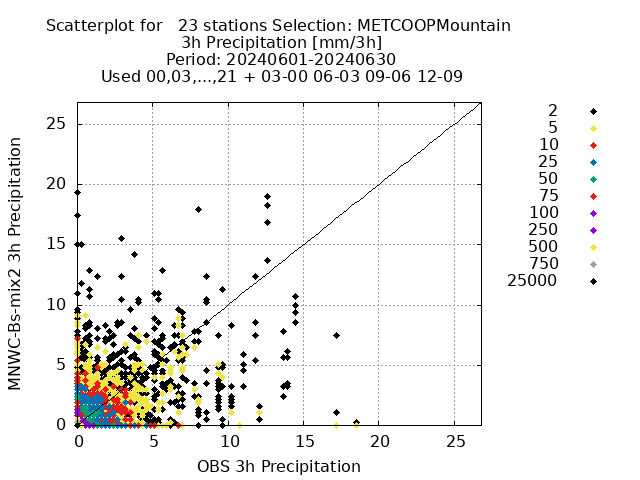 Scatterplot for   23 stations Selection: METCOOPMountain
3h Precipitation [mm/3h]
Period: 20240601-20240630
Used 00,03,...,21 + 03-00 06-03 09-06 12-09
MNWC-Bs-mix2 3h Precipitation
25
20
15
10
5
0
0 5 10 15 20 25
OBS 3h Precipitation
2
5
10
25
50
75
100
250
500
750
25000